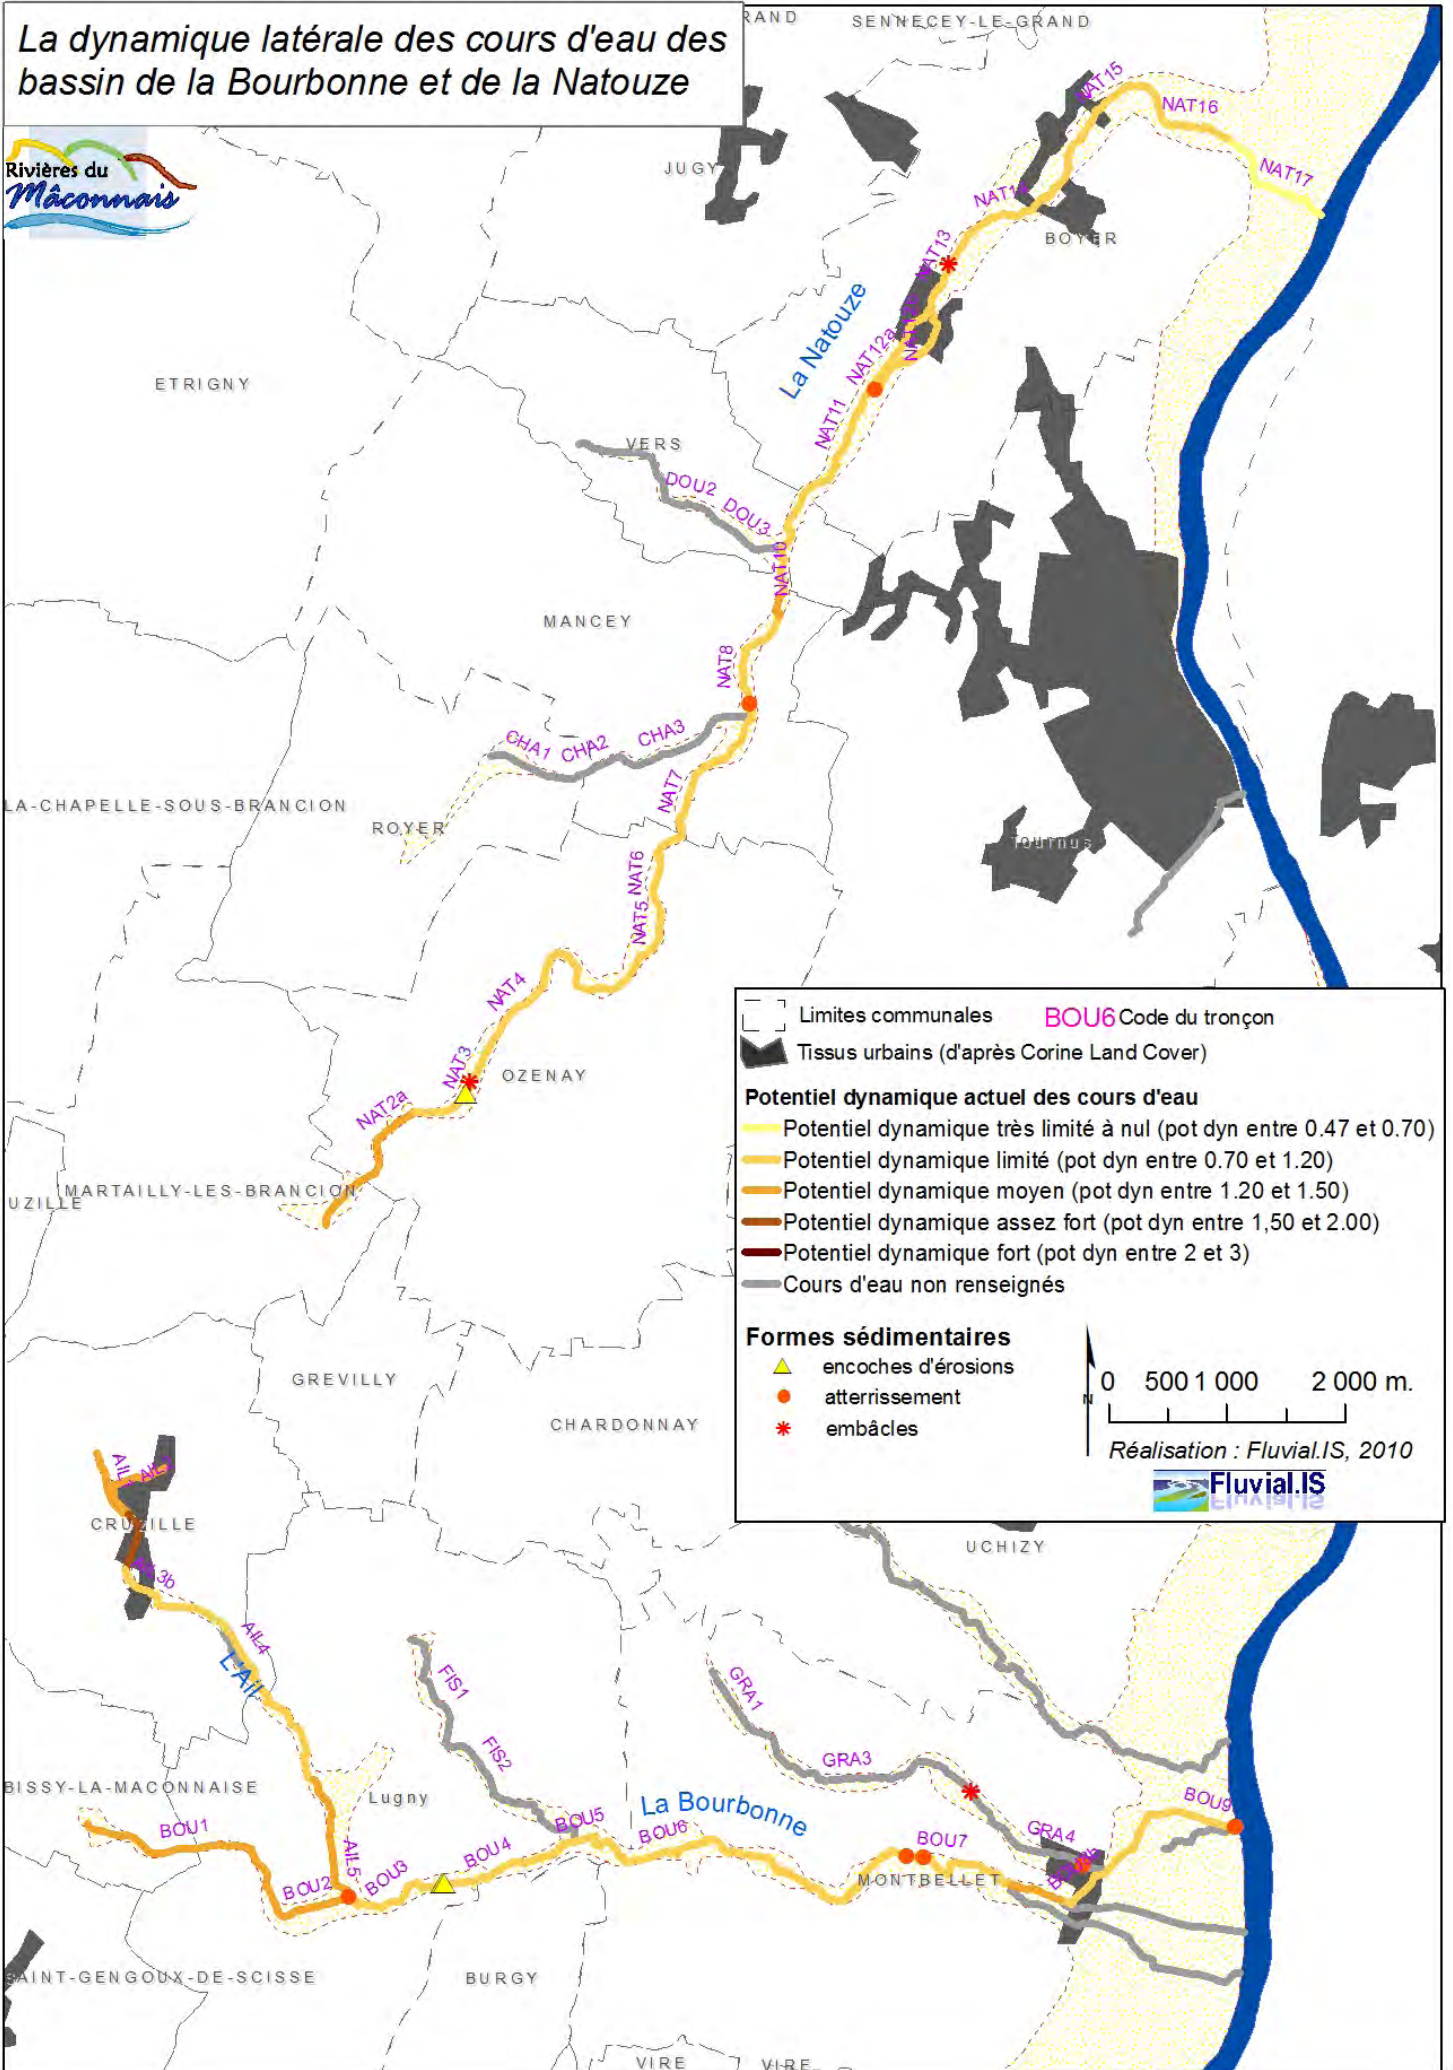 La dynamique latérale des cours d'eau des
bassin de la Bourbonne et de la Natouze
Rivières du
Mâconnais
RAND
SENNECEY-LE-GRAND
NAT15
NAT16
NAT17
JUGY
NAT14
BOYER
NAT13
La Natouze
NAT12a
NAT11
ETRIGNY
VERS
DOU2
DOU3
NAT10
MANCEY
NAT8
CHA1
CHA2
CHA3
NAT7
LA-CHAPELLE-SOUS-BRANCION
ROYER
Tournus
NAT6
NAT5
NAT4
NAT3
OZENAY
NAT2a
UZILLE
MARTAILLY-LES-BRANCION
Limites communales
BOU6 Code du tronçon
Tissus urbains (d'après Corine Land Cover)
Potentiel dynamique actuel des cours d'eau
Potentiel dynamique très limité à nul (pot dyn entre 0.47 et 0.70)
Potentiel dynamique limité (pot dyn entre 0.70 et 1.20)
Potentiel dynamique moyen (pot dyn entre 1.20 et 1.50)
Potentiel dynamique assez fort (pot dyn entre 1,50 et 2.00)
Potentiel dynamique fort (pot dyn entre 2 et 3)
Cours d'eau non renseignés
Formes sédimentaires
encoches d'érosions
atterrissement
embâcles
N
0 500 1 000 2 000 m.
Réalisation : Fluvial.IS, 2010
Fluvial.IS
GREVILLY
CHARDONNAY
CRUZILLE
UCHIZY
AIL4
L'Ail
FIS1
FIS2
GRA1
GRA3
GRA4
BISSY-LA-MACONNAISE
Lugny
La Bourbonne
BOU1
BOU2
AIL5
BOU3
BOU4
BOU5
BOU6
BOU7
BOU9
MONTBELLET
SAINT-GENGOUX-DE-SCISSE
BURGY
VIRE
VIRE